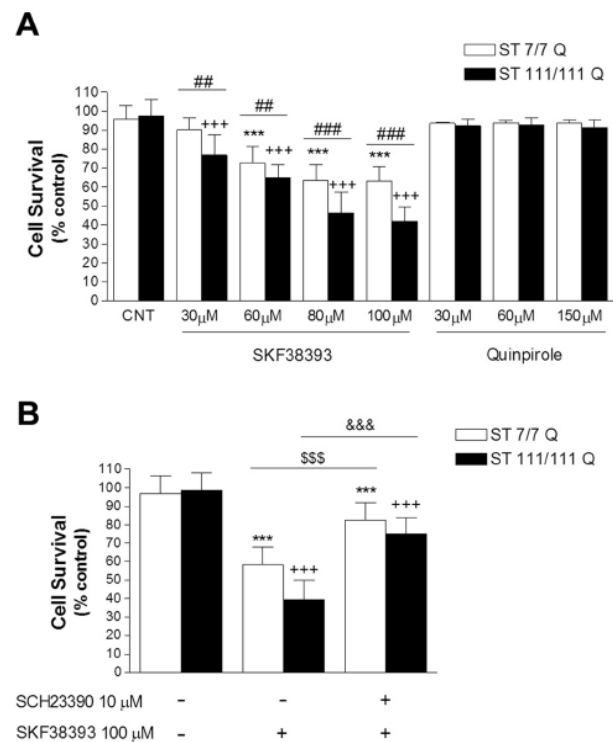 A
ST 7/7 Q
ST 111/111 Q
Cell Survival
(% control)
110
100
90
80
70
60
50
40
30
20
10
0
## ## ### ###
+++ *** +++ *** +++ *** +++
CNT 30µM 60µM 80µM 100µM 30µM 60µM 150µM
SKF38393 Quinpirole
B
ST 7/7 Q
ST 111/111 Q
&&&
$$$
Cell Survival
(% control)
110
100
90
80
70
60
50
40
30
20
10
0
*** +++ *** +++
SCH23390 10 µM - - +
SKF38393 100 µM - + +